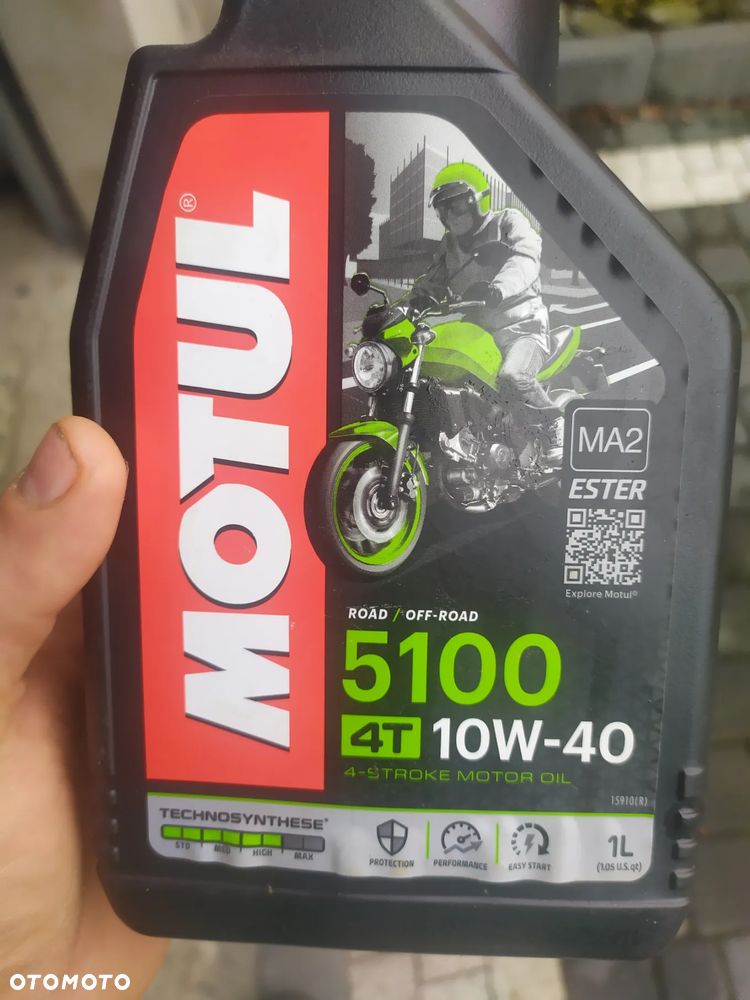 MOTUL®
MA2
ESTER
Explore Motul®
ROAD / OFF-ROAD
5100
4T 10W-40
4-STROKE MOTOR OIL
15910(R)
TECHNOSYNTHESE®
STD MED HIGH MAX
PROTECTION
PERFORMANCE
EASY START
1L
(1.05 U.S. qt)
OTOMOTO